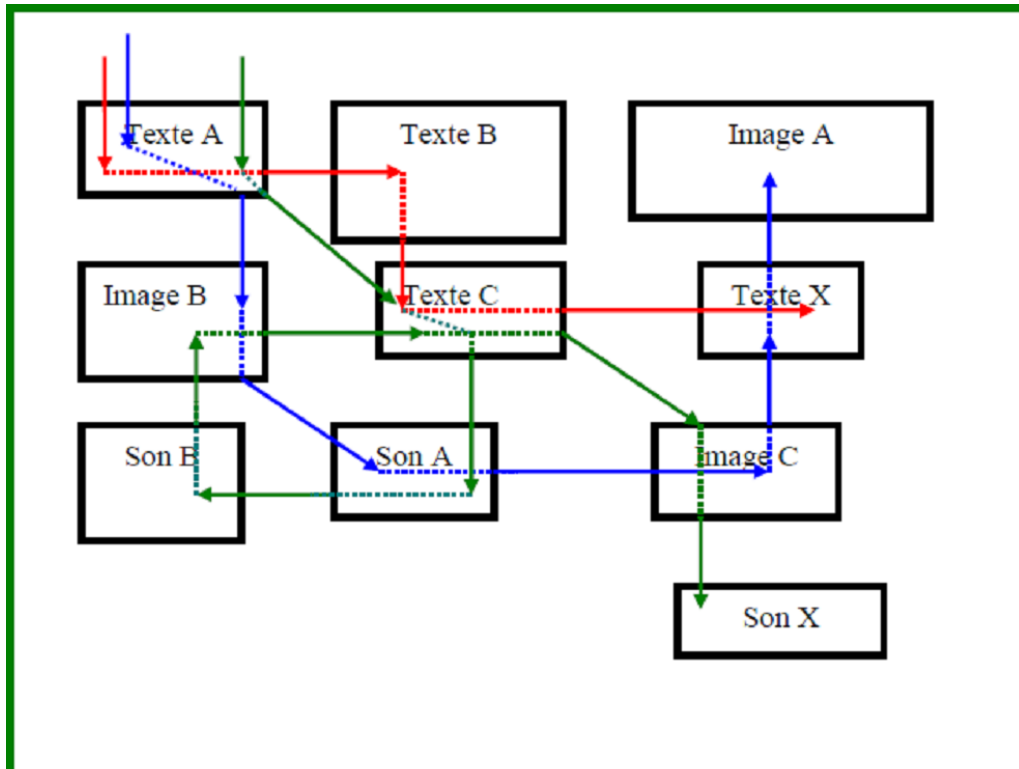 Texte A
Texte B
Image A
Image B
Texte C
Texte X
Son B
Son A
Image C
Son X